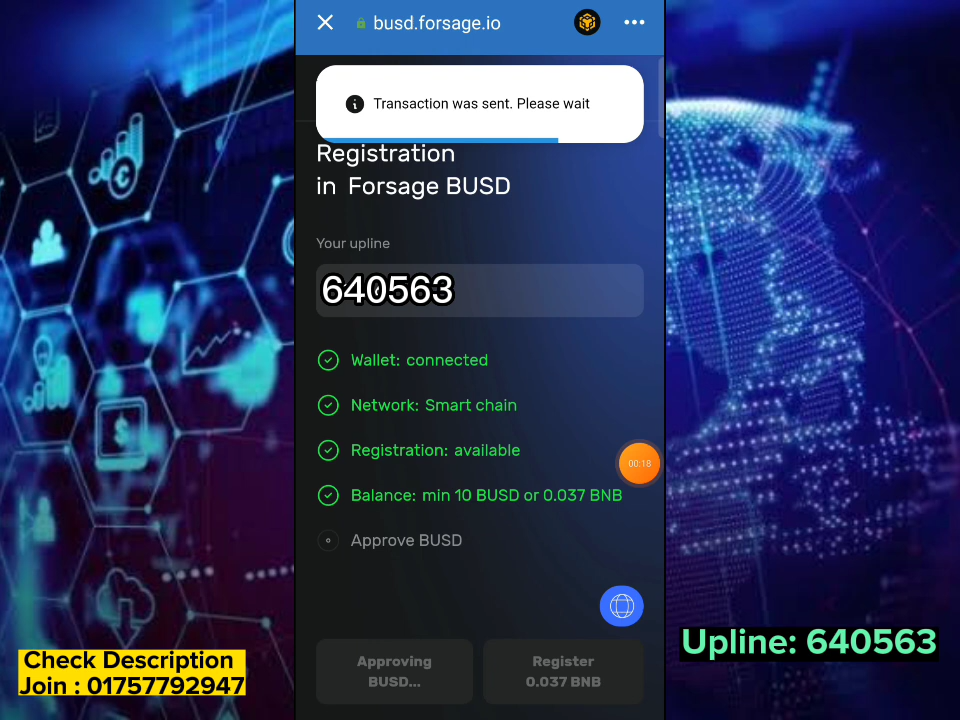 busd.forsage.io
Transaction was sent. Please wait
Registration
in Forsage BUSD
Your upline
640563
Wallet: connected
Network: Smart chain
Registration: available
00:18
Balance: min 10 BUSD or 0.037 BNB
Approve BUSD
Approving
BUSD...
Register
0.037 BNB
Check Description
Join : 01757792947
Upline: 640563